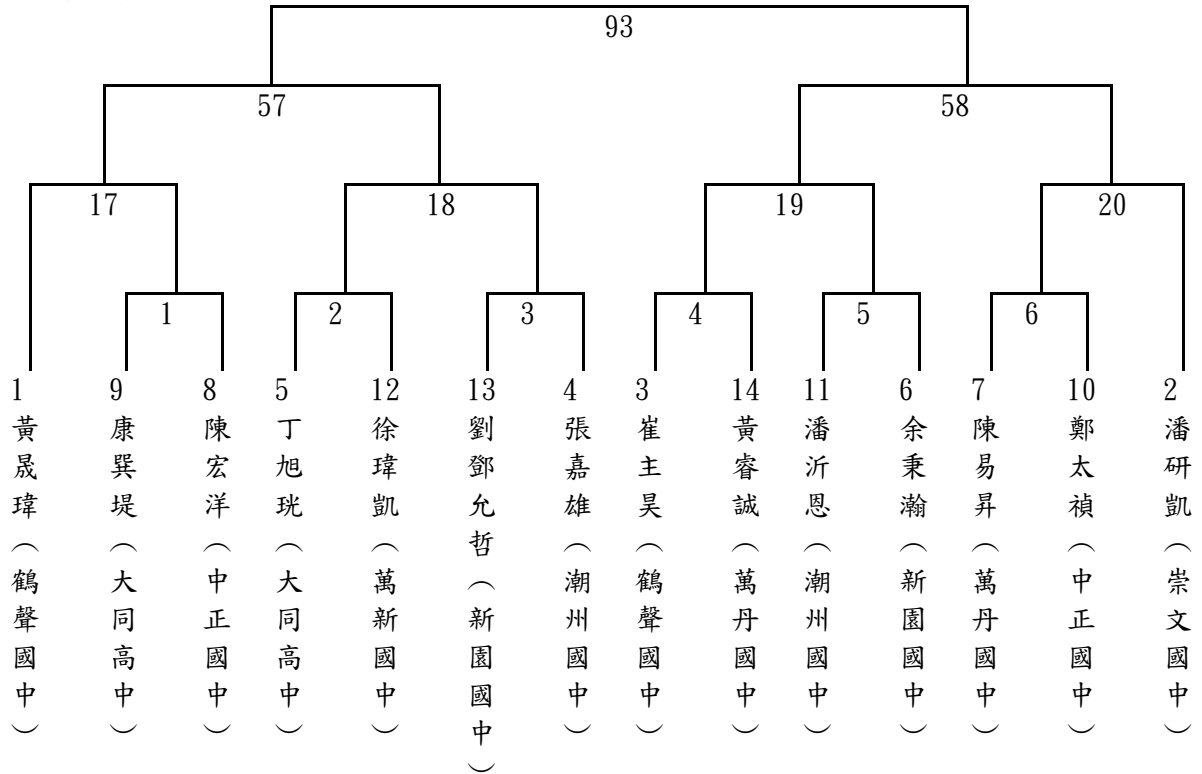 93
57
58
17
18
19
20
1
2
3
4
5
6
1
黃晟瑋（鶴聲國中）
9
康巽堤（大同高中）
8
陳宏洋（中正國中）
5
丁旭珖（大同高中）
12
徐瑋凱（萬新國中）
13
劉鄧允哲（新園國中）
4
張嘉雄（潮州國中）
3
崔主昊（鶴聲國中）
14
黃睿誠（萬丹國中）
11
潘沂恩（潮州國中）
6
余秉瀚（新園國中）
7
陳易昇（萬丹國中）
10
鄭太禎（中正國中）
2
潘研凱（崇文國中）